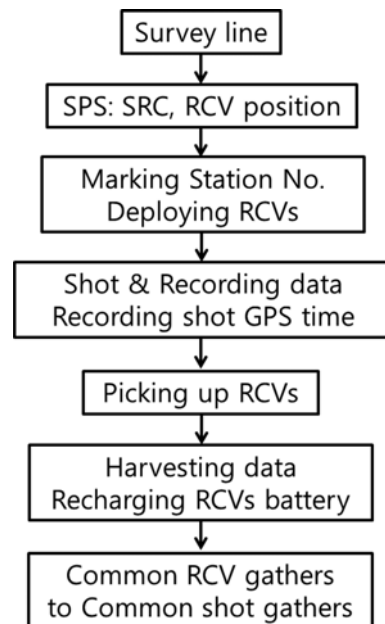 Survey line
SPS: SRC, RCV position
Marking Station No.
Deploying RCVs
Shot & Recording data
Recording shot GPS time
Picking up RCVs
Harvesting data
Recharging RCVs battery
Common RCV gathers
to Common shot gathers